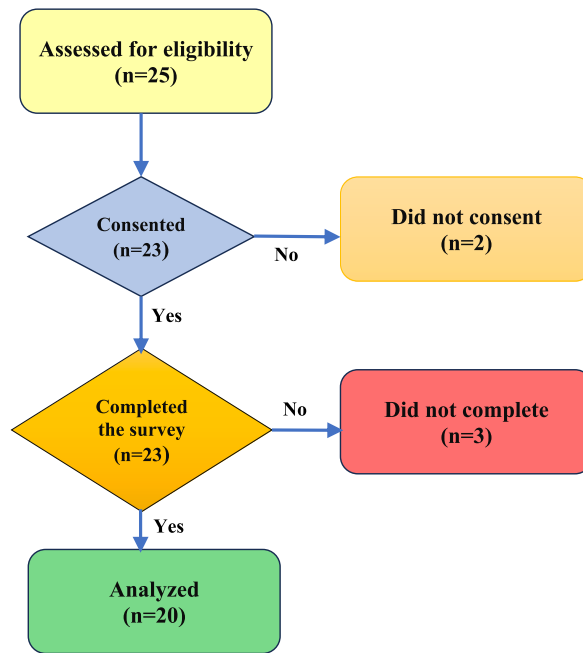 Assessed for eligibility
(n=25)
Consented
(n=23)
No
Did not consent
(n=2)
Yes
Completed
the survey
(n=23)
No
Did not complete
(n=3)
Yes
Analyzed
(n=20)